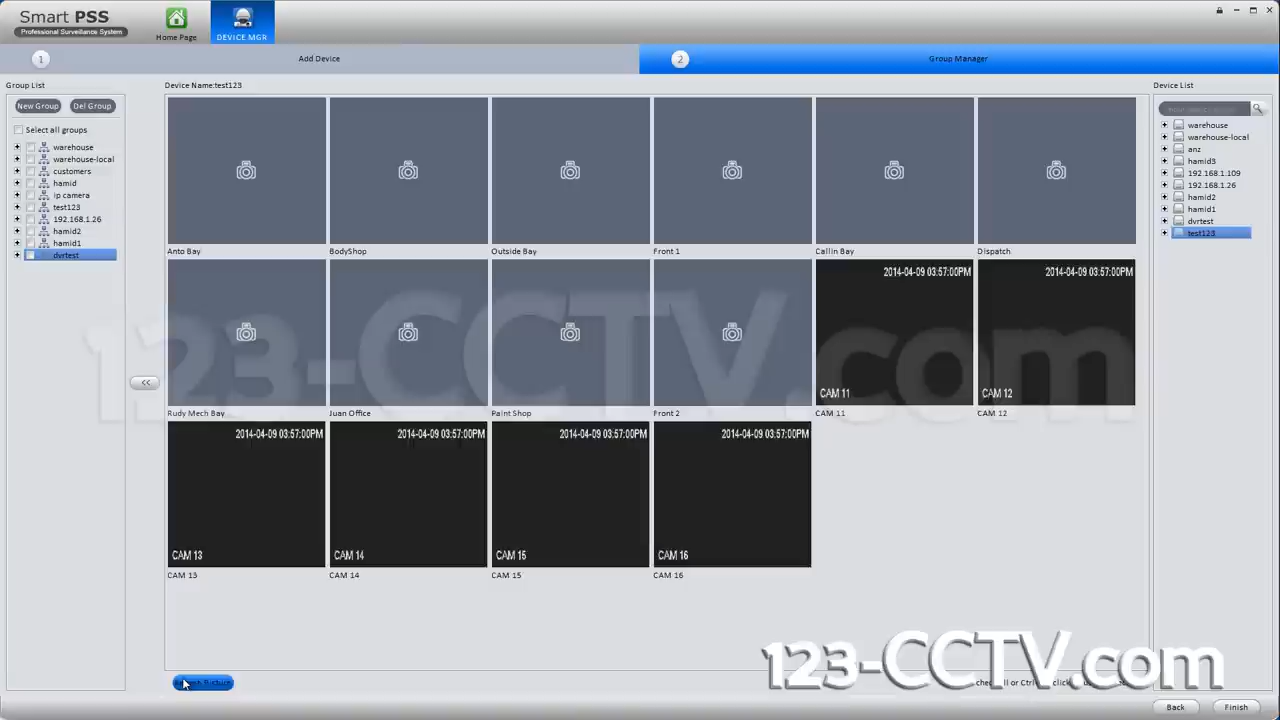 Smart PSS
Professional Surveillance System
Home Page
DEVICE MGR
1
Add Device
2
Group Manager
Group List
New Group
Del Group
Select all groups
warehouse
warehouse-local
customers
hamid
ip camera
test123
192.168.1.26
hamid2
hamid1
dvrtest
Device Name:test123
Anto Bay
BodyShop
Outside Bay
Front 1
Callin Bay
Dispatch
2014-04-09 03:57:00PM
CAM 11
2014-04-09 03:57:00PM
CAM 12
Rudy Mech Bay
Juan Office
Paint Shop
Front 2
CAM 11
CAM 12
2014-04-09 03:57:00PM
CAM 13
2014-04-09 03:57:00PM
CAM 14
2014-04-09 03:57:00PM
CAM 15
2014-04-09 03:57:00PM
CAM 16
CAM 13
CAM 14
CAM 15
CAM 16
<<
123-CCTV.com
Device List
warehouse
warehouse-local
anz
hamid3
192.168.1.109
192.168.1.26
hamid2
hamid1
dvrtest
test123
Picture
or Ctrl
123-CCTV.com
Back
Finish